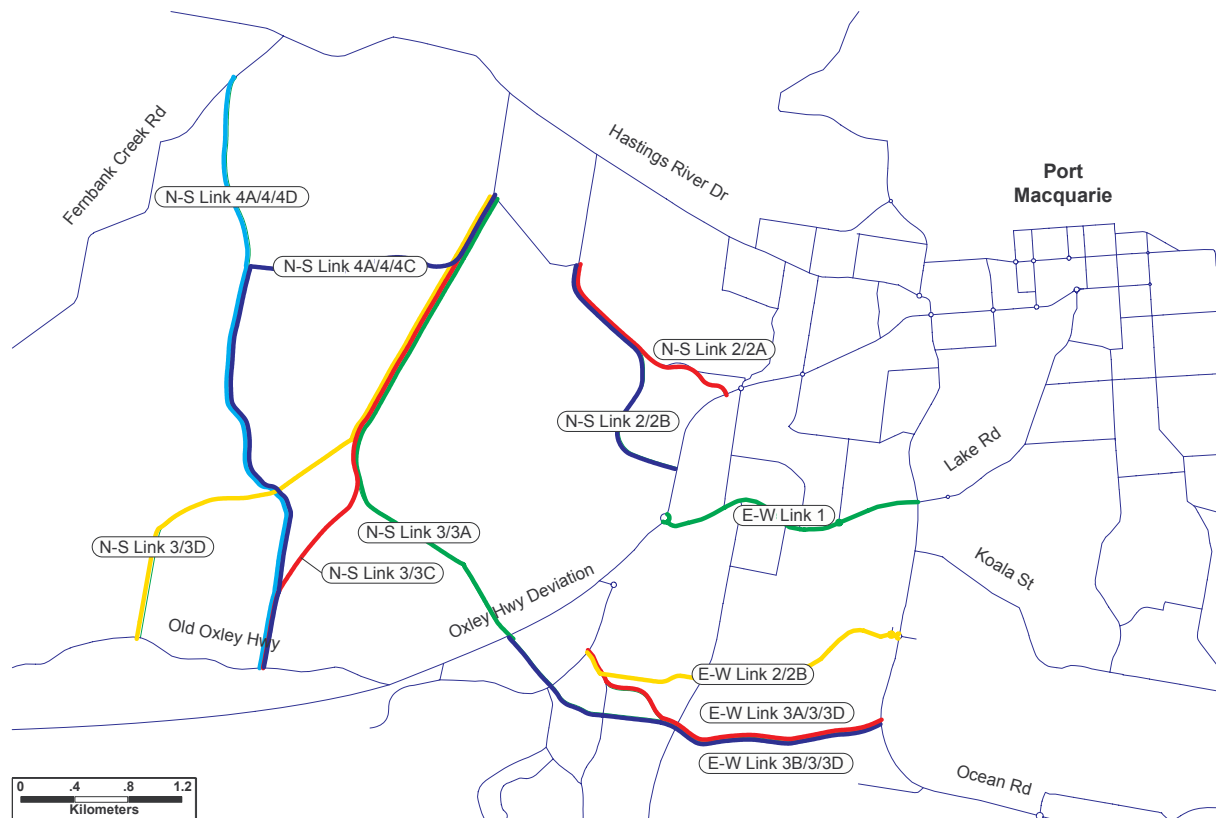 Fernbank Creek Rd
Hastings River Dr
Port
Macquarie
N-S Link 4A/4/4D
N-S Link 4A/4/4C
N-S Link 2/2A
N-S Link 2/2B
Lake Rd
E-W Link 1
N-S Link 3/3A
N-S Link 3/3D
N-S Link 3/3C
Koala St
Oxley Hwy Deviation
Old Oxley Hwy
E-W Link 2/2B
E-W Link 3A/3/3D
E-W Link 3B/3/3D
Ocean Rd
0 .4 .8 1.2
Kilometers